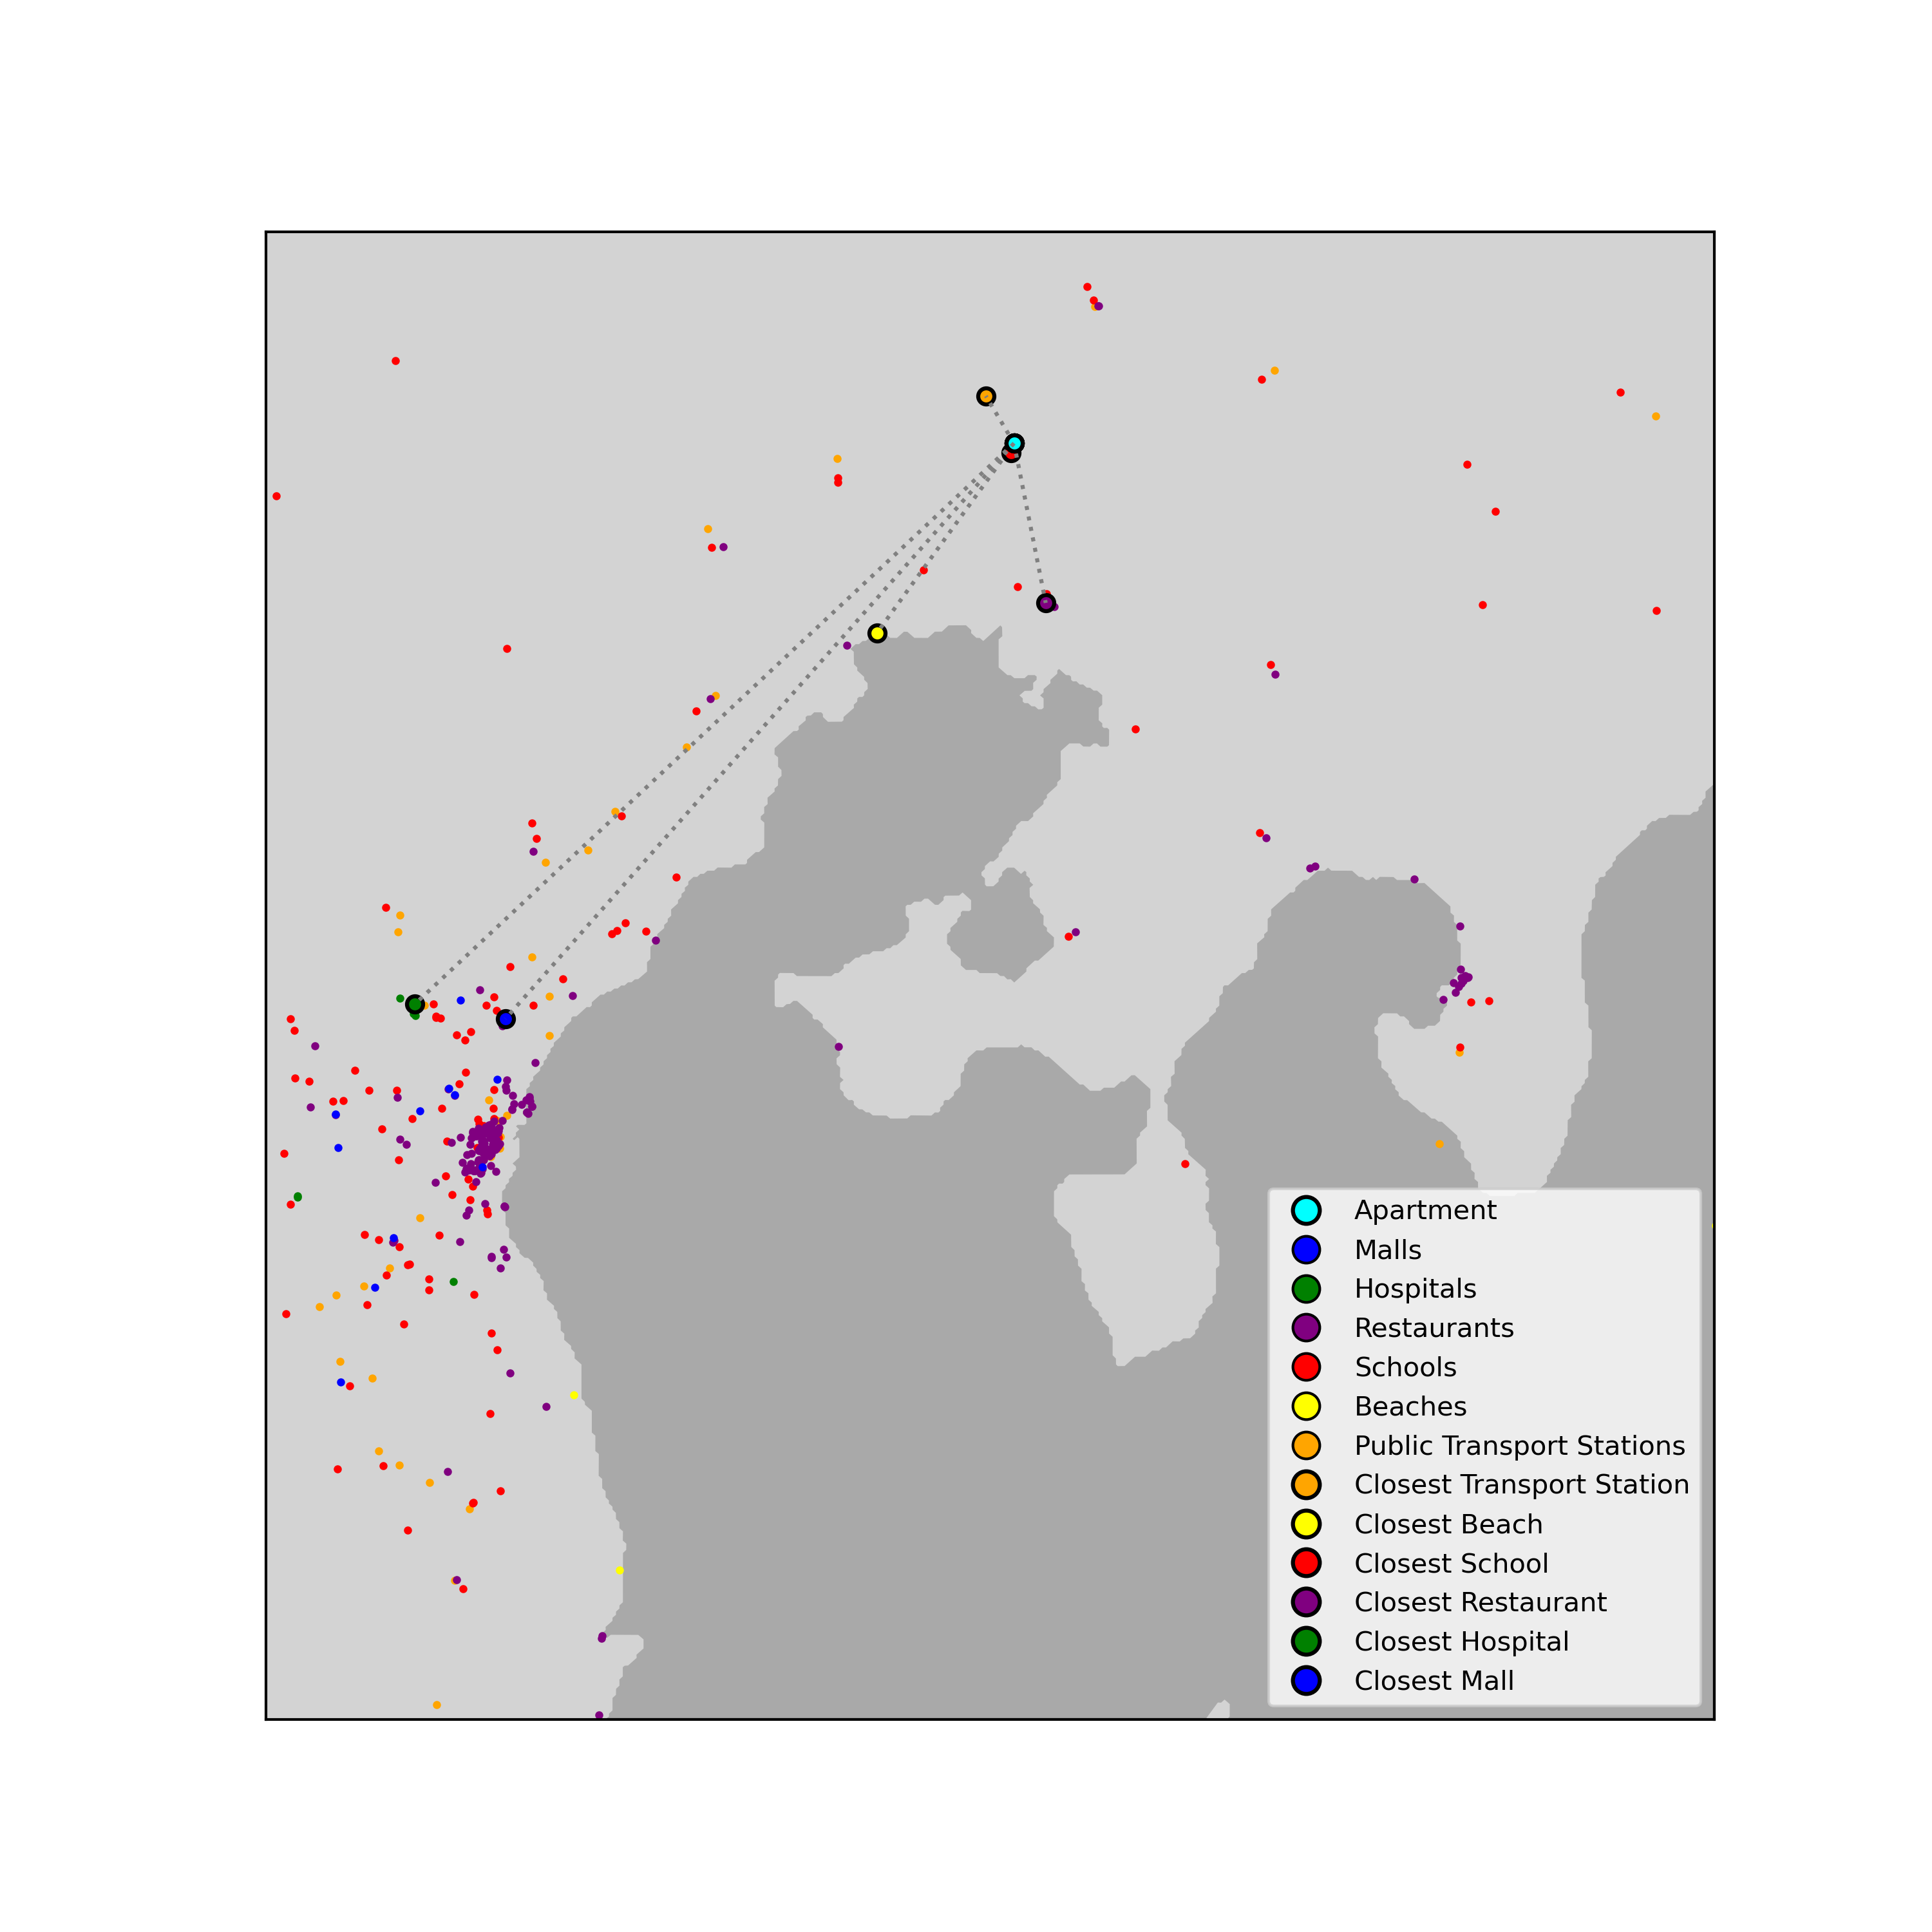 Apartment
Malls
Hospitals
Restaurants
Schools
Beaches
Public Transport Stations
Closest Transport Station
Closest Beach
Closest School
Closest Restaurant
Closest Hospital
Closest Mall